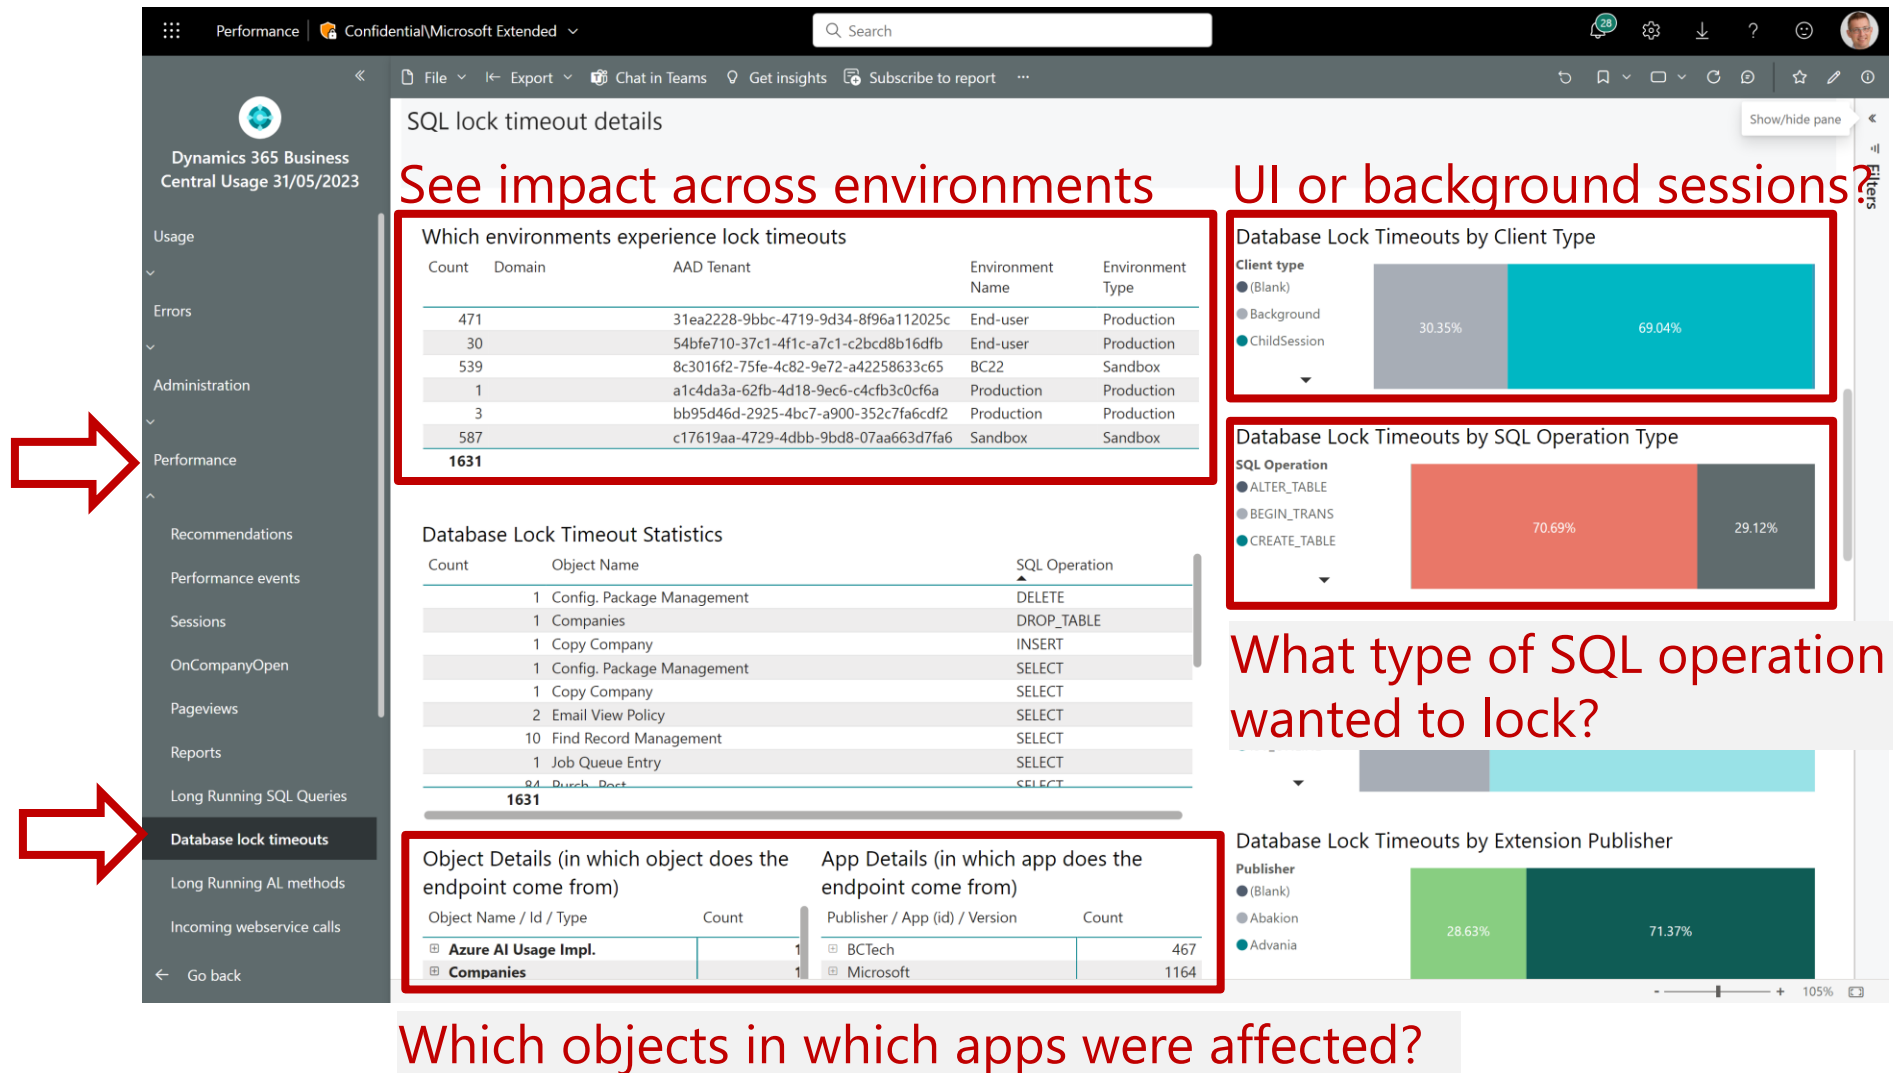 Performance
Confidential\Microsoft Extended
Search
28
File
Export
Chat in Teams
Get insights
Subscribe to report
Show/hide pane
Filters
Dynamics 365 Business
Central Usage 31/05/2023
Usage
Errors
Administration
Performance
Recommendations
Performance events
Sessions
OnCompanyOpen
Pageviews
Reports
Long Running SQL Queries
Database lock timeouts
Long Running AL methods
Incoming webservice calls
Go back
SQL lock timeout details
See impact across environments
Which environments experience lock timeouts
Count Domain AAD Tenant Environment Name Environment Type
471 31ea2228-9bbc-4719-9d34-8f96a112025c End-user Production
30 54bfe710-37c1-4f1c-a7c1-c2bcd8b16dfb End-user Production
539 8c3016f2-75fe-4c82-9e72-a42258633c65 BC22 Sandbox
1 a1c4da3a-62fb-4d18-9ec6-c4cfb3c0cf6a Production Production
3 bb95d46d-2925-4bc7-a900-352c7fa6cdf2 Production Production
587 c17619aa-4729-4dbb-9bd8-07aa663d7fa6 Sandbox Sandbox
1631
Database Lock Timeout Statistics
Count Object Name SQL Operation
1 Config. Package Management DELETE
1 Companies DROP_TABLE
1 Copy Company INSERT
1 Config. Package Management SELECT
1 Copy Company SELECT
2 Email View Policy SELECT
10 Find Record Management SELECT
1 Job Queue Entry SELECT
84 Purch. Post SELECT
1631
Object Details (in which object does the
endpoint come from)
Object Name / Id / Type Count
Azure AI Usage Impl. 1
Companies 1
App Details (in which app does the
endpoint come from)
Publisher / App (id) / Version Count
BCTech 467
Microsoft 1164
UI or background sessions?
Database Lock Timeouts by Client Type
Client type
(Blank)
Background
ChildSession
30.35% 69.04%
Database Lock Timeouts by SQL Operation Type
SQL Operation
ALTER_TABLE
BEGIN_TRANS
CREATE_TABLE
70.69% 29.12%
What type of SQL operation
wanted to lock?
Database Lock Timeouts by Extension Publisher
Publisher
(Blank)
Abakion
Advania
28.63% 71.37%
105%
Which objects in which apps were affected?